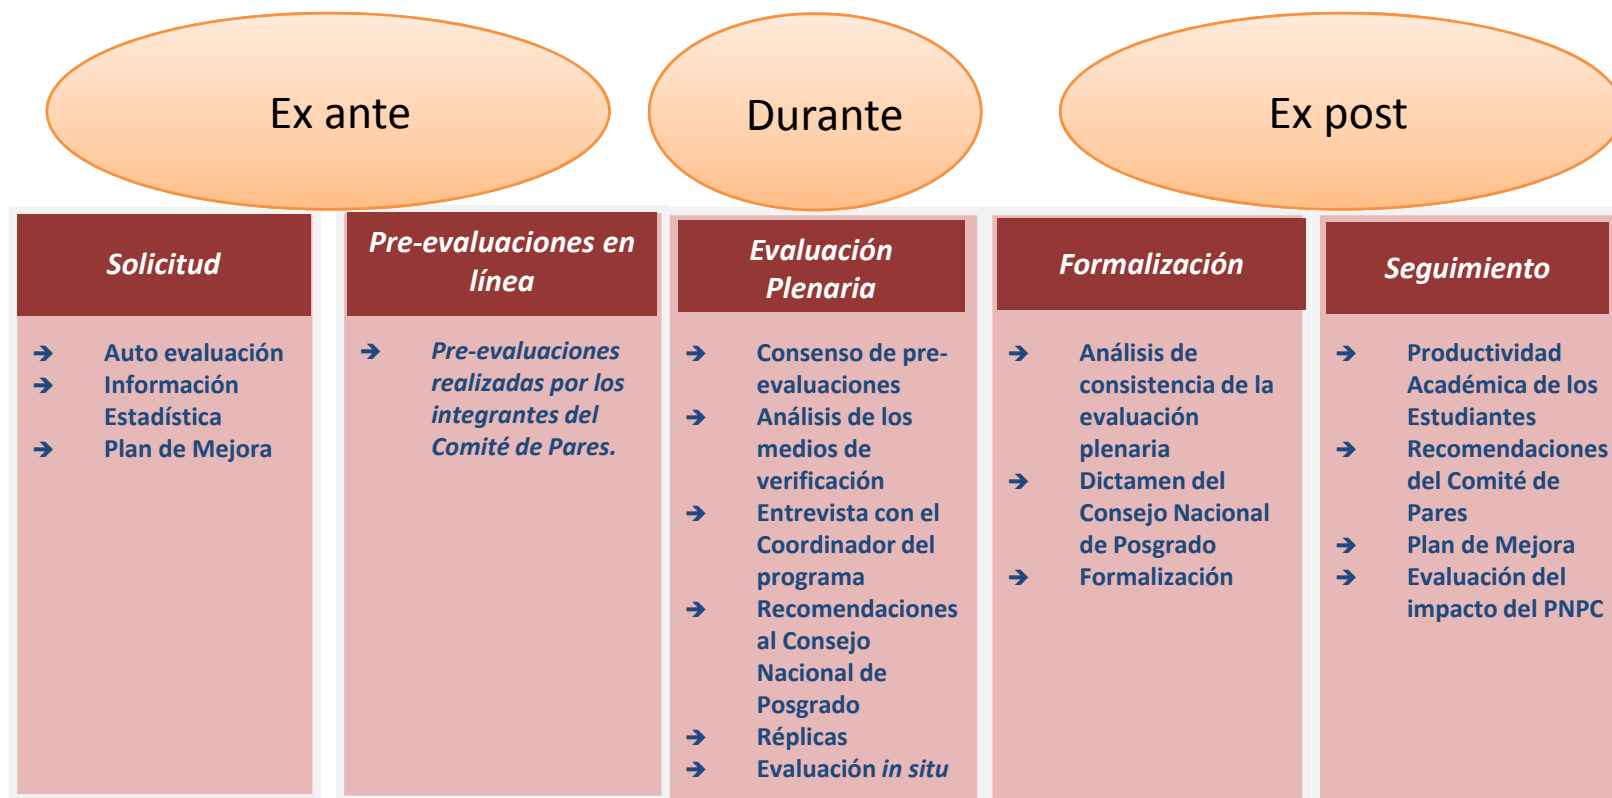 Ex ante
Durante
Ex post
Solicitud
➔ Auto evaluación
➔ Información
Estadística
➔ Plan de Mejora
Pre-evaluaciones en
línea
➔ Pre-evaluaciones
realizadas por los
integrantes del
Comité de Pares.
Evaluación
Plenaria
➔ Consenso de pre-
evaluaciones
➔ Análisis de los
medios de
verificación
➔ Entrevista con el
Coordinador del
programa
➔ Recomendaciones
al Consejo
Nacional de
Posgrado
➔ Réplicas
➔ Evaluación in situ
Formalización
➔ Análisis de
consistencia de la
evaluación
plenaria
➔ Dictamen del
Consejo Nacional
de Posgrado
➔ Formalización
Seguimiento
➔ Productividad
Académica de los
Estudiantes
➔ Recomendaciones
del Comité de
Pares
➔ Plan de Mejora
➔ Evaluación del
impacto del PNPC